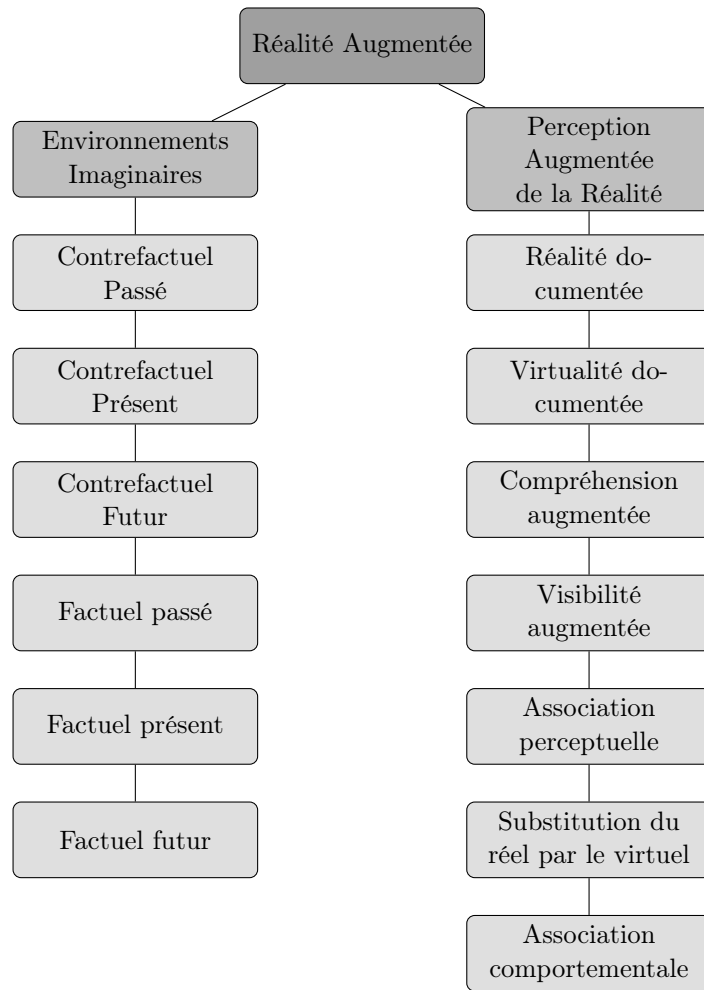 Réalité Augmentée
Environnements
Imaginaires
Contrefactuel
Passé
Contrefactuel
Présent
Contrefactuel
Futur
Factuel passé
Factuel présent
Factuel futur
Perception
Augmentée
de la Réalité
Réalité do-
cumentée
Virtualité do-
cumentée
Compréhension
augmentée
Visibilité
augmentée
Association
perceptuelle
Substitution du
réel par le virtuel
Association
comportementale